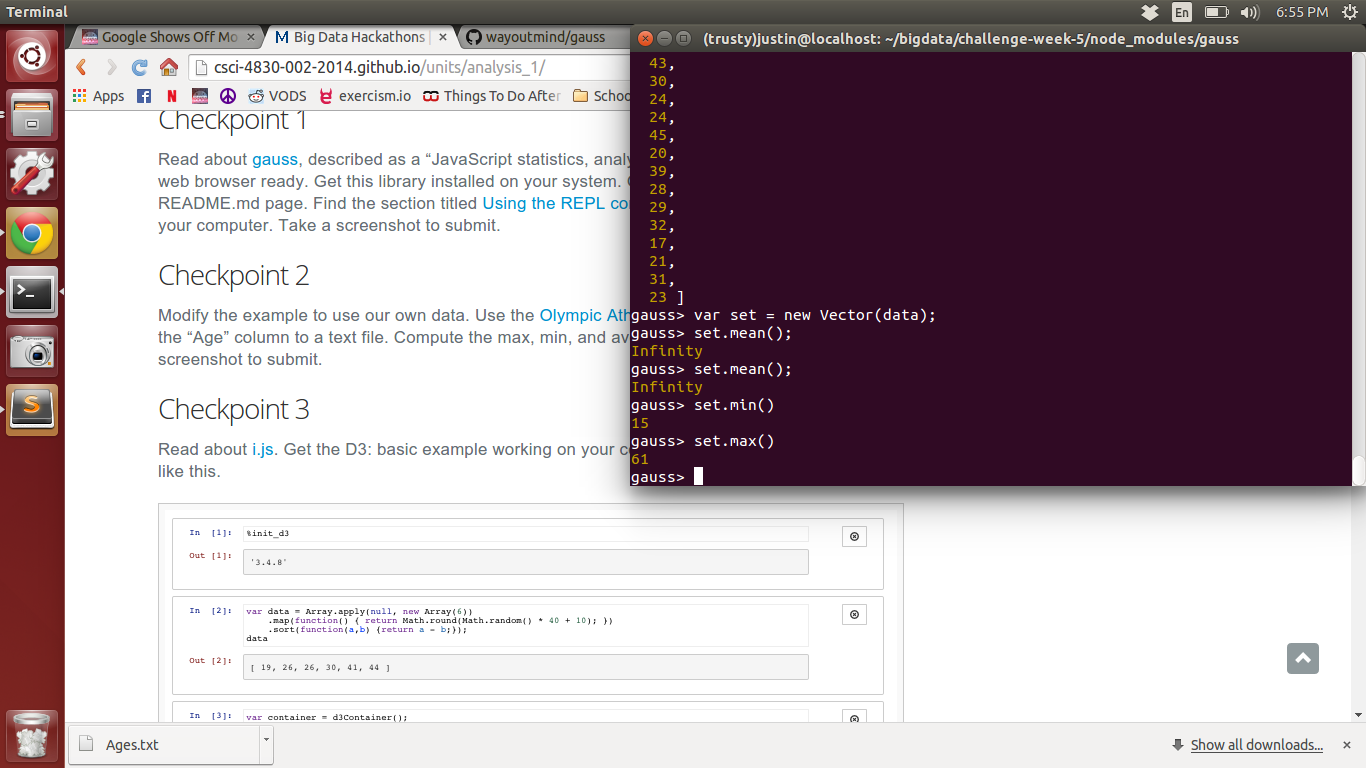 Terminal
En
6:55 PM
Google Shows Off Mo
Big Data Hackathons |
wayoutmind/gauss
csci-4830-002-2014.github.io/units/analysis_1/
Apps
VODS
exercism.io
Things To Do After
Schoo
Checkpoint 1
Read about gauss, described as a “JavaScript statistics, analy
web browser ready. Get this library installed on your system.
README.md page. Find the section titled Using the REPL co
your computer. Take a screenshot to submit.
Checkpoint 2
Modify the example to use our own data. Use the Olympic Ath
the “Age” column to a text file. Compute the max, min, and av
screenshot to submit.
Checkpoint 3
Read about i.js. Get the D3: basic example working on your c
like this.
In [1]: %init_d3
Out [1]: '3.4.8'
In [2]: var data = Array.apply(null, new Array(6))
.map(function() { return Math.round(Math.random() * 40 + 10); })
.sort(function(a,b) {return a - b;});
data
Out [2]: [ 19, 26, 26, 30, 41, 44 ]
In [3]: var container = d3Container();
(trusty)justin@localhost: ~/bigdata/challenge-week-5/node_modules/gauss
43,
30,
24,
24,
45,
20,
39,
28,
29,
32,
17,
21,
31,
23 ]
gauss> var set = new Vector(data);
gauss> set.mean();
Infinity
gauss> set.mean();
Infinity
gauss> set.min()
15
gauss> set.max()
61
gauss>
Ages.txt
Show all downloads...